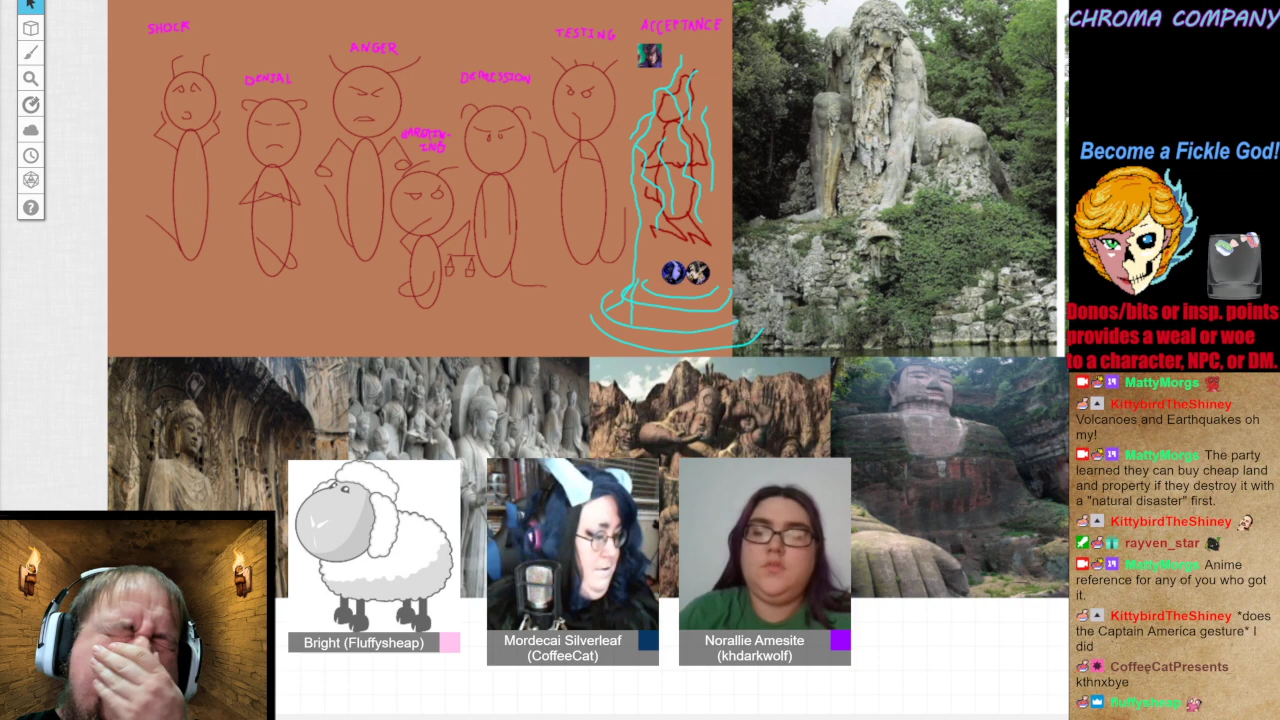 SHOCK
DENIAL
ANGER
BARGAIN-
ING
DEPRESSION
TESTING
ACCEPTANCE
CHROMA COMPANY
Become a Fickle God!
Donos/bits or insp. points
provides a weal or woe
to a character, NPC, or DM.
MattyMorgs
KittybirdTheShiney
Volcanoes and Earthquakes oh
my!
MattyMorgs The party
learned they can buy cheap land
and property if they destroy it with
a "natural disaster" first.
KittybirdTheShiney
rayven_star
MattyMorgs Anime
reference for any of you who got
it.
KittybirdTheShiney *does
the Captain America gesture* I
did
CoffeeCatPresents
kthnxbye
fluffysheep
Bright (Fluffysheep)
Mordecai Silverleaf
(CoffeeCat)
Norallie Amesite
(khdarkwolf)